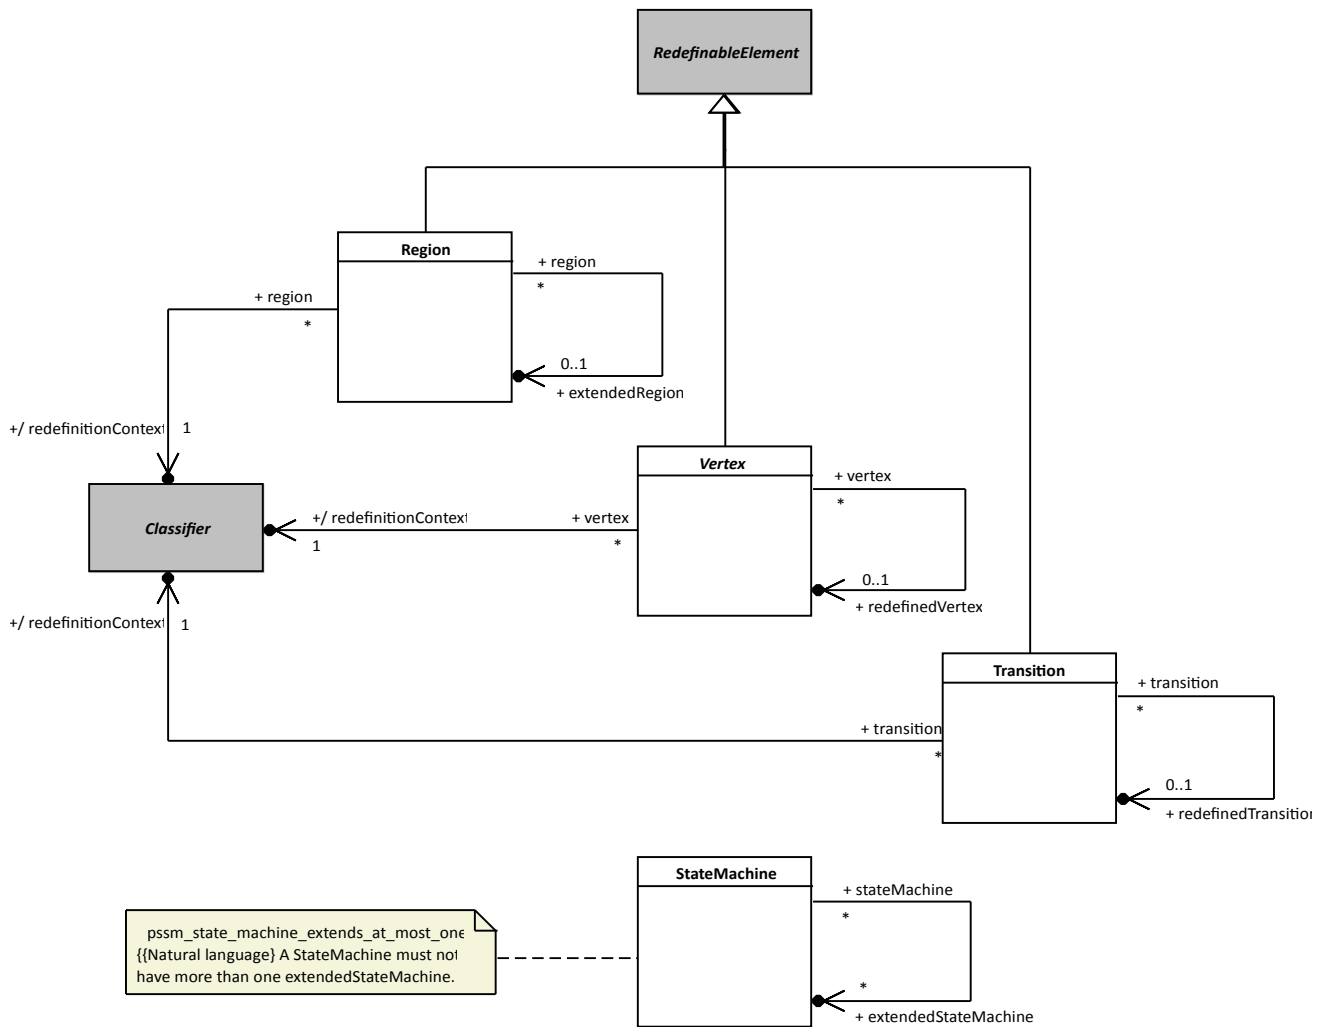 RedefinableElement
Region
+ region
*
+ region
*
0..1
+ extendedRegion
+/ redefinitionContext
1
Vertex
+ vertex
*
Classifier
+/ redefinitionContext
1
+ vertex
*
0..1
+ redefinedVertex
+/ redefinitionContext
1
Transition
+ transition
*
+ transition
*
0..1
+ redefinedTransition
StateMachine
+ stateMachine
*
pssm_state_machine_extends_at_most_one
{{Natural language} A StateMachine must not
have more than one extendedStateMachine.
*
+ extendedStateMachine